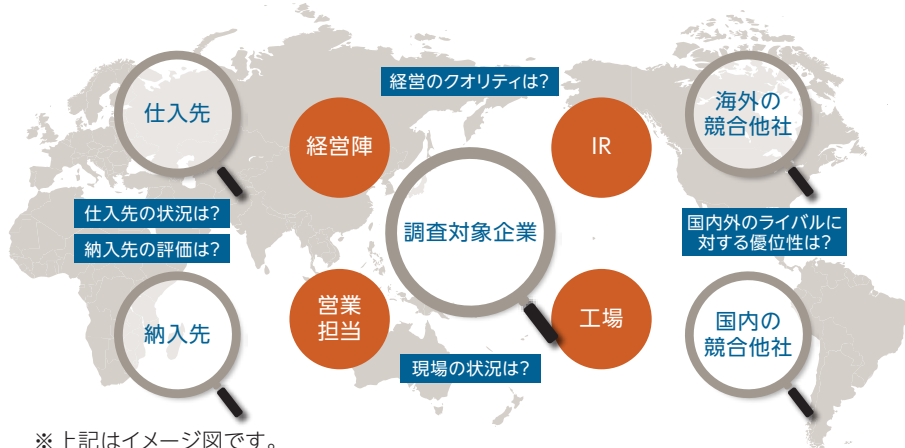 経営のクオリティは?
仕入先
経営陣
IR
海外の
競合他社
調査対象企業
仕入先の状況は?
納入先の評価は?
国内外のライバルに
対する優位性は?
納入先
営業
担当
工場
国内の
競合他社
現場の状況は?
※上記はイメージ図です。